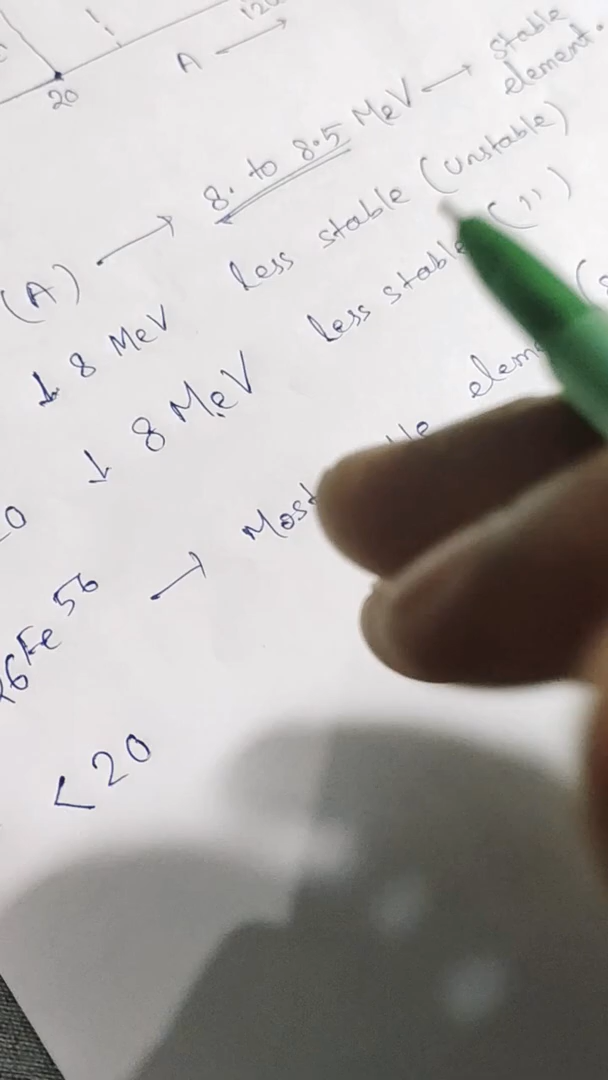 20
A →
(A) → 8. to 8.5 MeV → stable element.
↓ 8 MeV less stable (unstable)
0 ↓ 8 MeV less stable (")
26Fe56 → Most
< 20